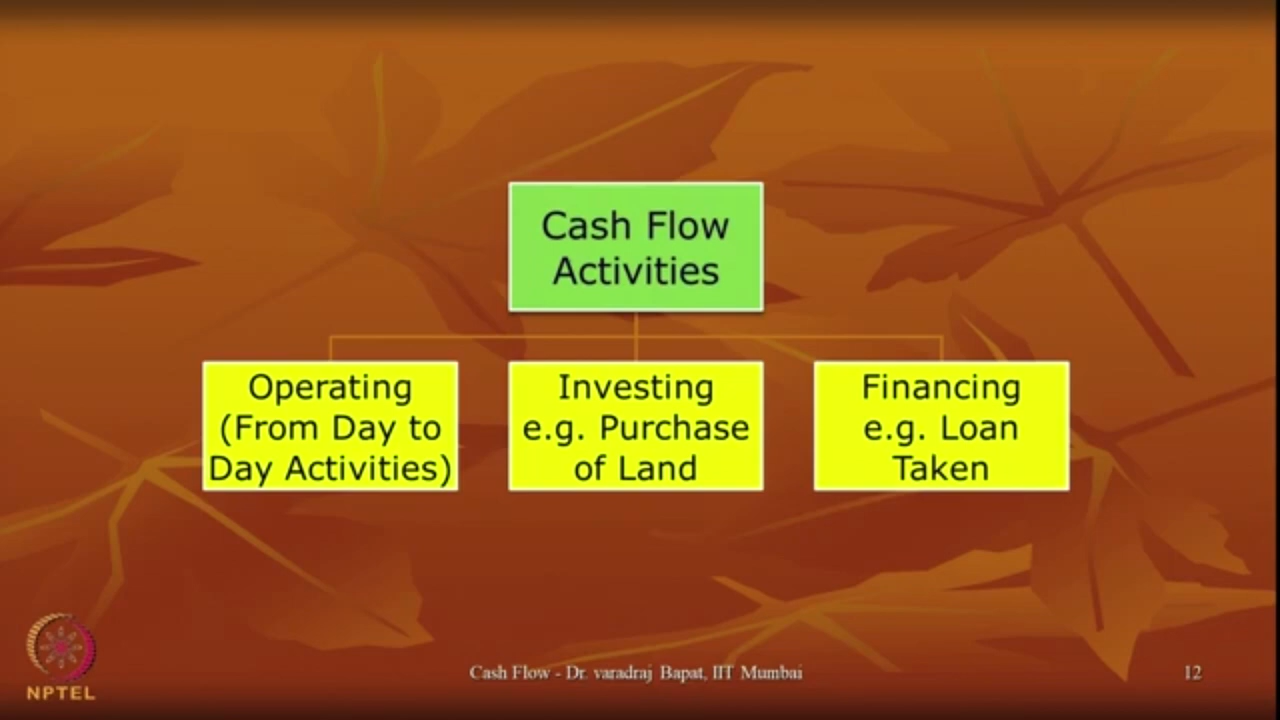 Cash Flow
Activities
Operating
(From Day to
Day Activities)
Investing
e.g. Purchase
of Land
Financing
e.g. Loan
Taken
NPTEL
Cash Flow - Dr. varadraj Bapat, IIT Mumbai
12